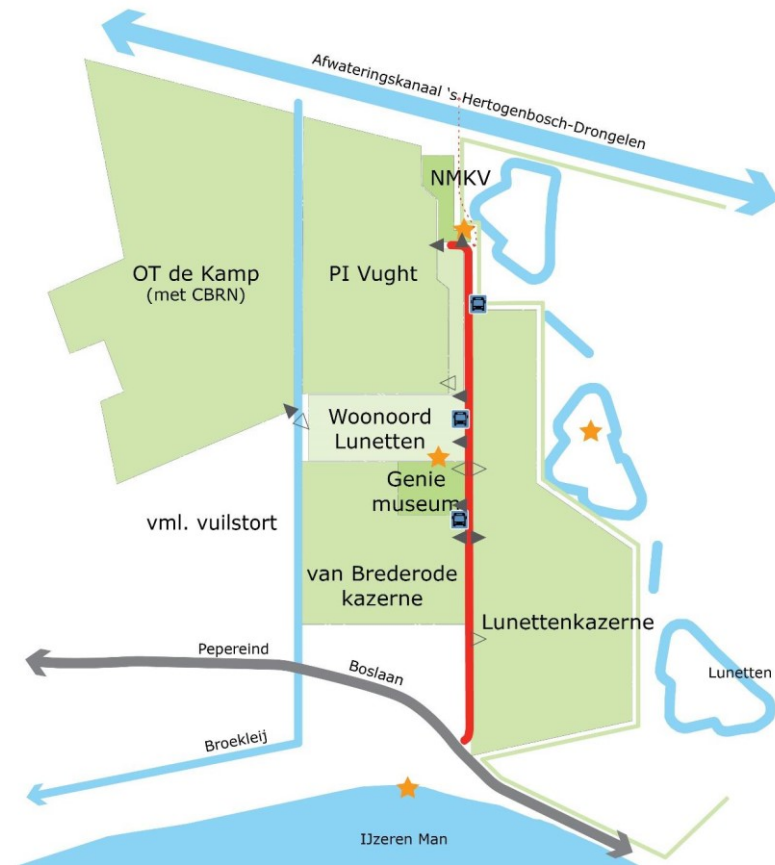 Afwateringskanaal 's Hertogenbosch-Drongelen
NMKV
OT de Kamp
(met CBRN)
PI Vught
Woonoord
Lunetten
Genie
museum
vml. vuilstort
van Brederode
kazerne
Lunettenkazerne
Pepereind
Boslaan
Lunetten
Broekleij
IJzeren Man